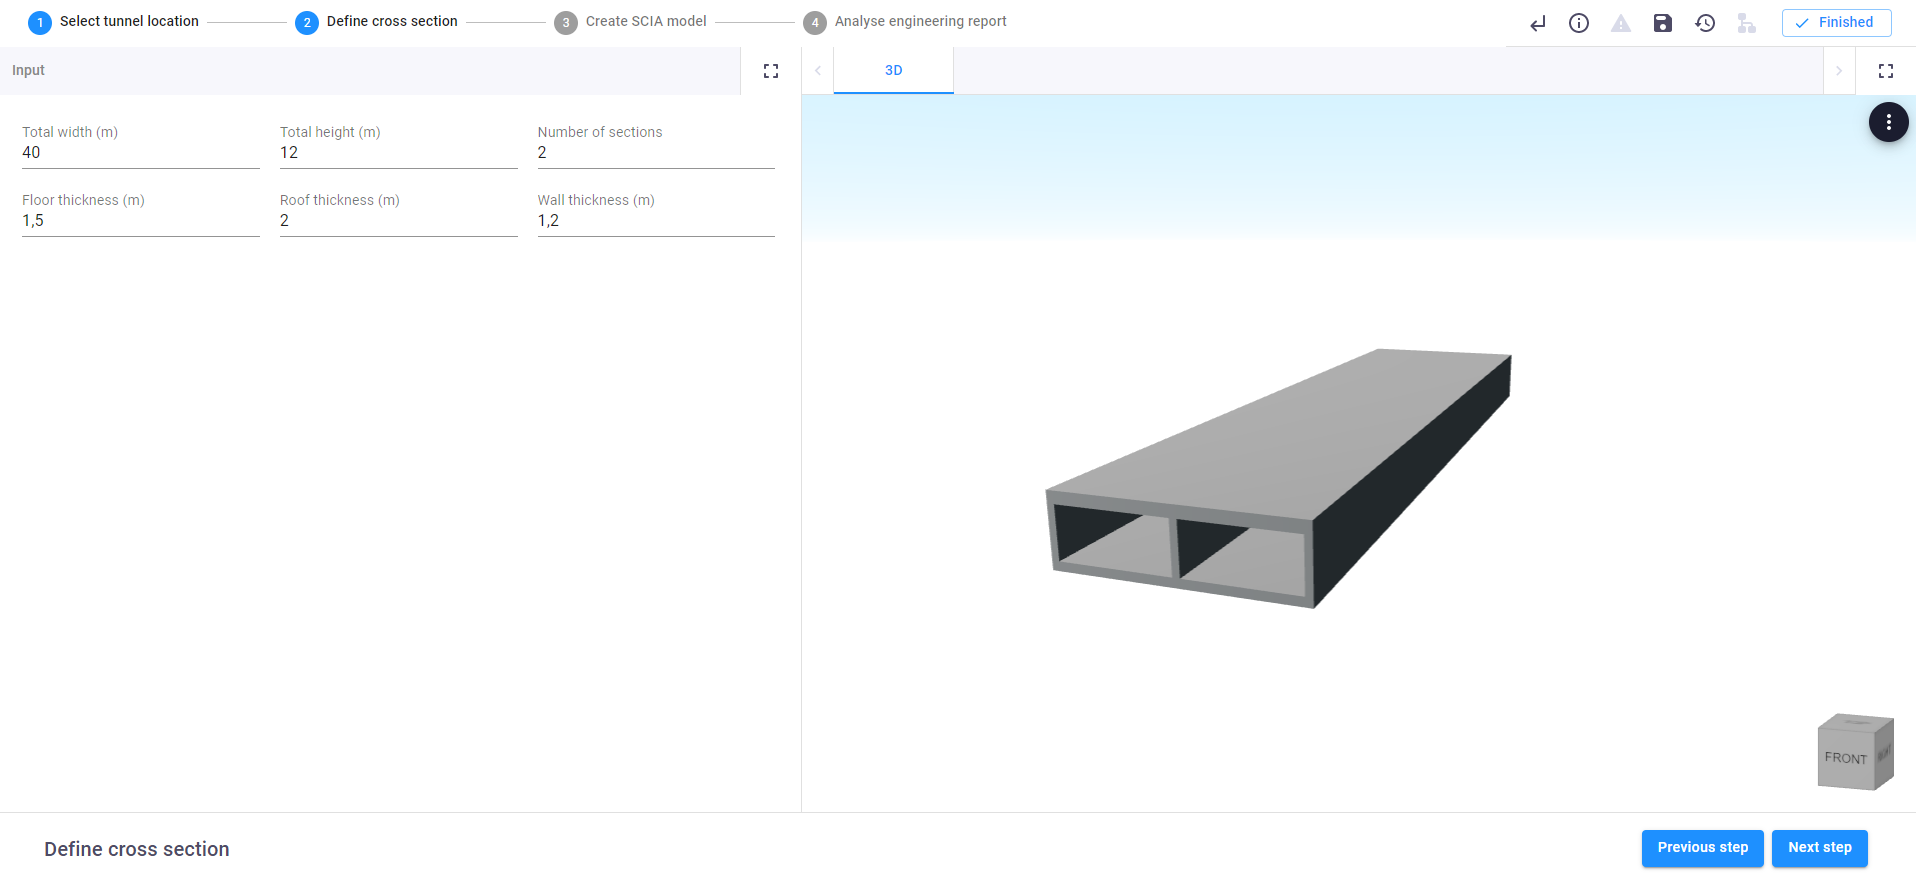 1 Select tunnel location 2 Define cross section 3 Create SCIA model 4 Analyse engineering report Finished
Input 3D
Total width (m) Total height (m) Number of sections
40 12 2
Floor thickness (m) Roof thickness (m) Wall thickness (m)
1,5 2 1,2
FRONT
Define cross section Previous step Next step